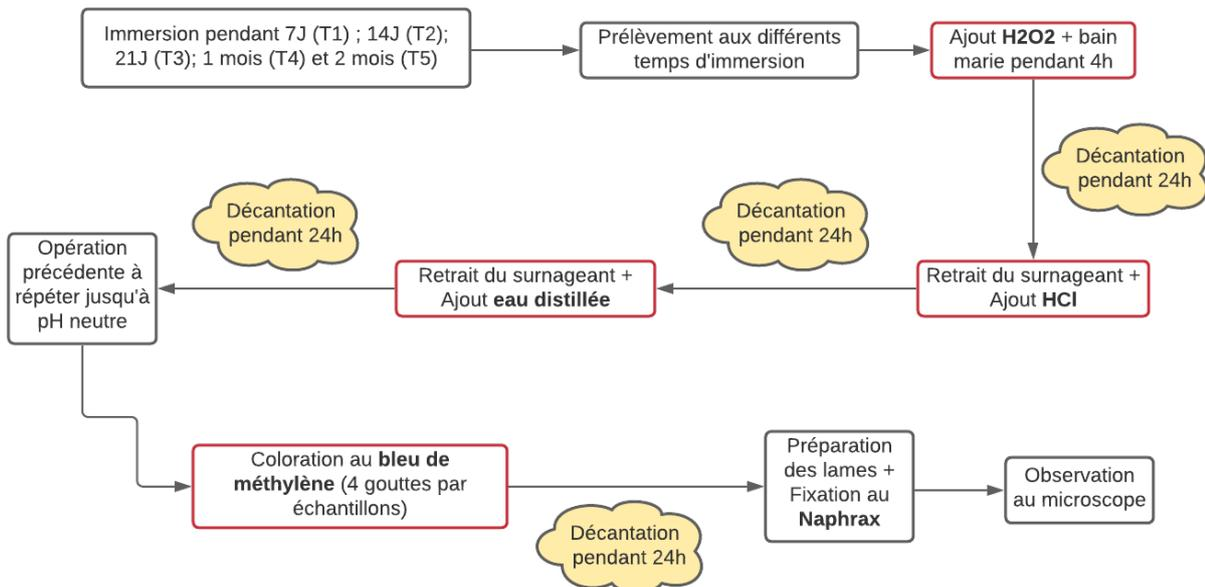 Immersion pendant 7J (T1) ; 14J (T2);
21J (T3); 1 mois (T4) et 2 mois (T5)
Prélèvement aux différents
temps d'immersion
Ajout H2O2 + bain
marie pendant 4h
Décantation
pendant 24h
Retrait du surnageant +
Ajout HCl
Décantation
pendant 24h
Retrait du surnageant +
Ajout eau distillée
Décantation
pendant 24h
Opération
précédente à
répéter jusqu'à
pH neutre
Coloration au bleu de
méthylène (4 gouttes par
échantillons)
Décantation
pendant 24h
Préparation
des lames +
Fixation au
Naphrax
Observation
au microscope